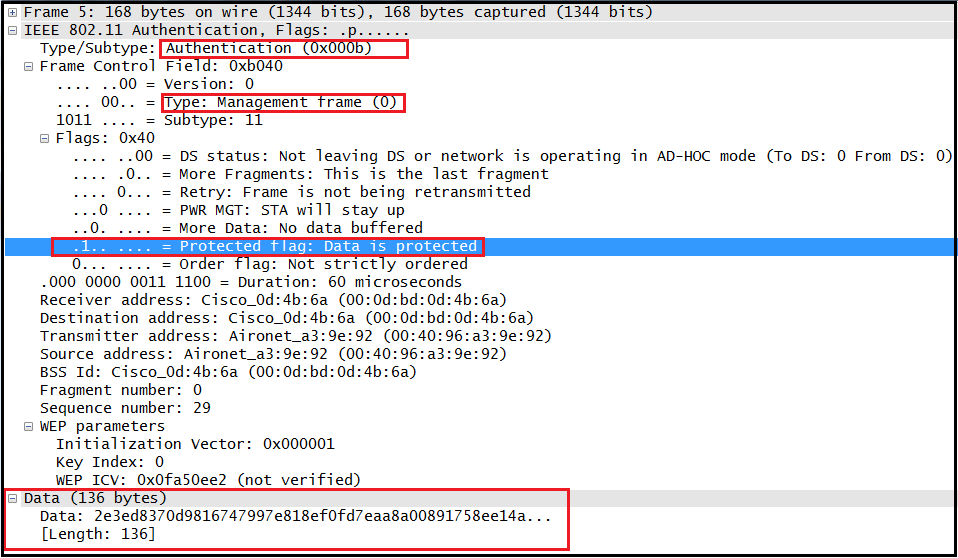 Frame 5: 168 bytes on wire (1344 bits), 168 bytes captured (1344 bits)
IEEE 802.11 Authentication, Flags: .p......
Type/Subtype: Authentication (0x000b)
Frame Control Field: 0xb040
.... ..00 = Version: 0
.... 00.. = Type: Management frame (0)
1011 .... = Subtype: 11
Flags: 0x40
.... ..00 = DS status: Not leaving DS or network is operating in AD-HOC mode (To DS: 0 From DS: 0)
.... .0.. = More Fragments: This is the last fragment
.... 0... = Retry: Frame is not being retransmitted
...0 .... = PWR MGT: STA will stay up
..0. .... = More Data: No data buffered
.1.. .... = Protected flag: Data is protected
0... .... = Order flag: Not strictly ordered
.000 0000 0011 1100 = Duration: 60 microseconds
Receiver address: Cisco_0d:4b:6a (00:0d:bd:0d:4b:6a)
Destination address: Cisco_0d:4b:6a (00:0d:bd:0d:4b:6a)
Transmitter address: Aironet_a3:9e:92 (00:40:96:a3:9e:92)
Source address: Aironet_a3:9e:92 (00:40:96:a3:9e:92)
BSS Id: Cisco_0d:4b:6a (00:0d:bd:0d:4b:6a)
Fragment number: 0
Sequence number: 29
WEP parameters
Initialization Vector: 0x000001
Key Index: 0
WEP ICV: 0x0fa50ee2 (not verified)
Data (136 bytes)
Data: 2e3ed8370d9816747997e818ef0fd7eaa8a00891758ee14a...
[Length: 136]